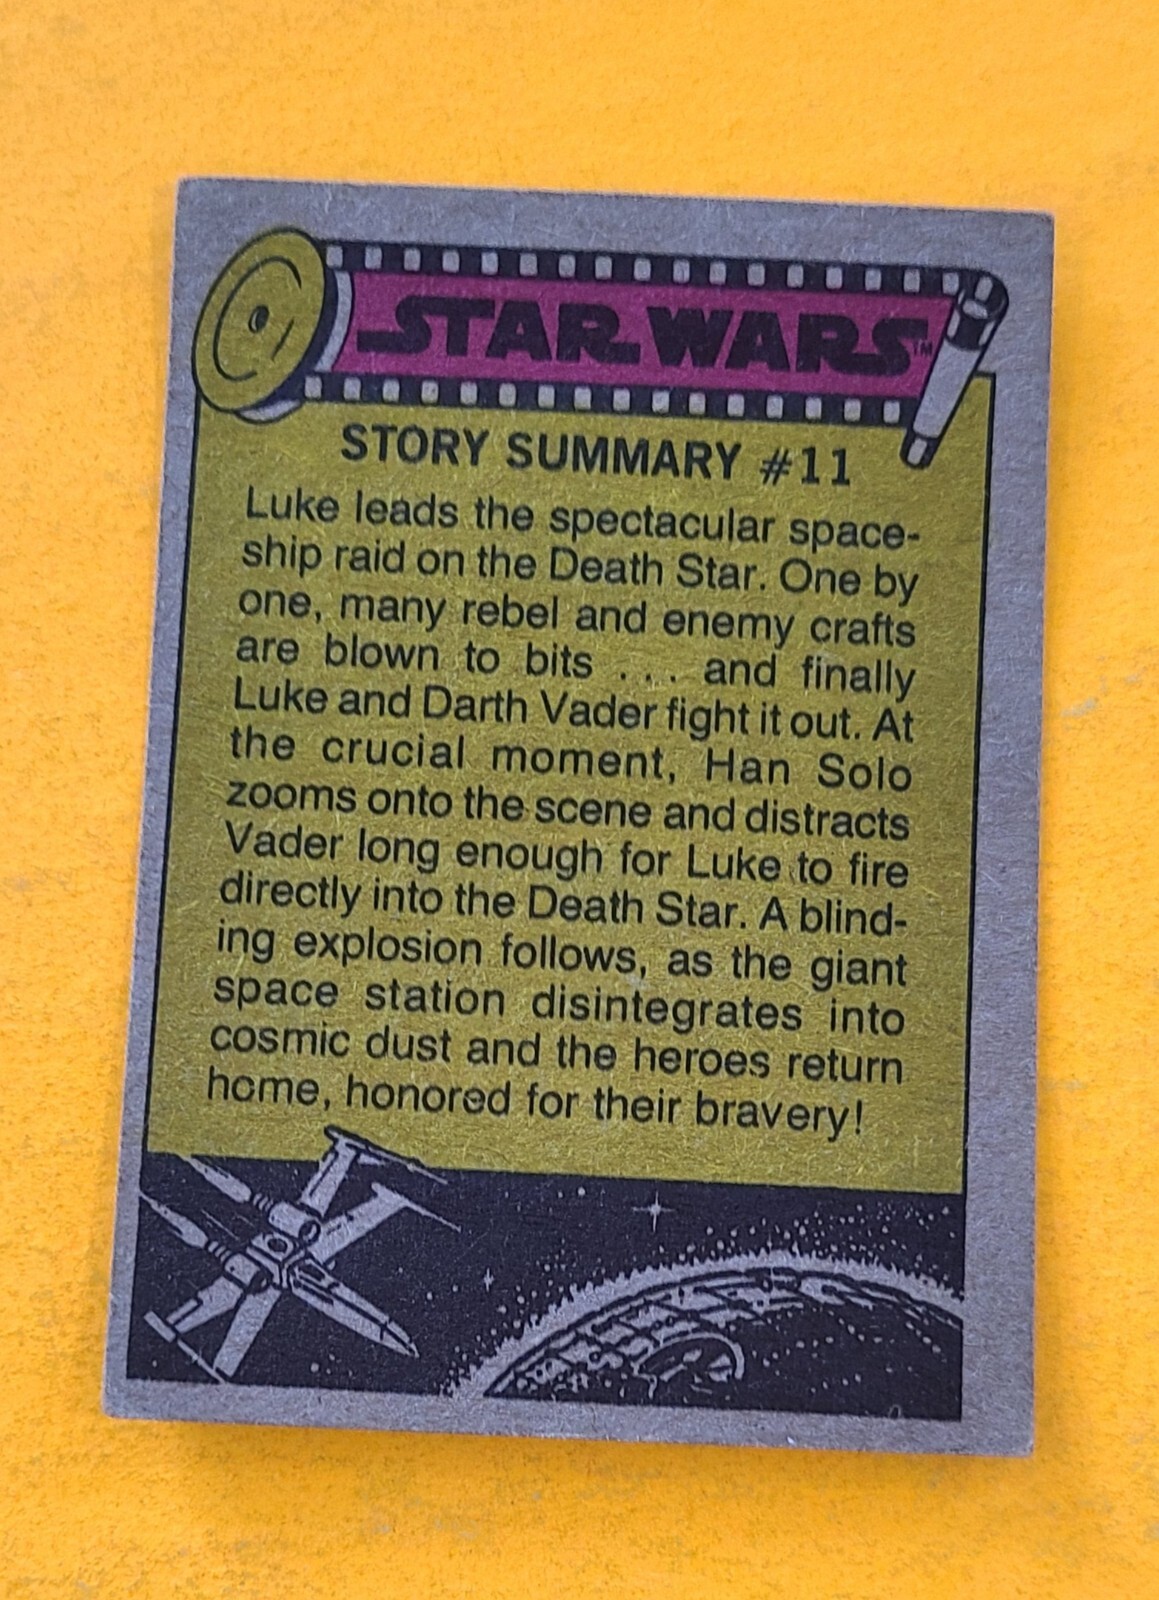 STAR WARS™
STORY SUMMARY #11
Luke leads the spectacular space-
ship raid on the Death Star. One by
one, many rebel and enemy crafts
are blown to bits . . . and finally
Luke and Darth Vader fight it out. At
the crucial moment, Han Solo
zooms onto the scene and distracts
Vader long enough for Luke to fire
directly into the Death Star. A blind-
ing explosion follows, as the giant
space station disintegrates into
cosmic dust and the heroes return
home, honored for their bravery!